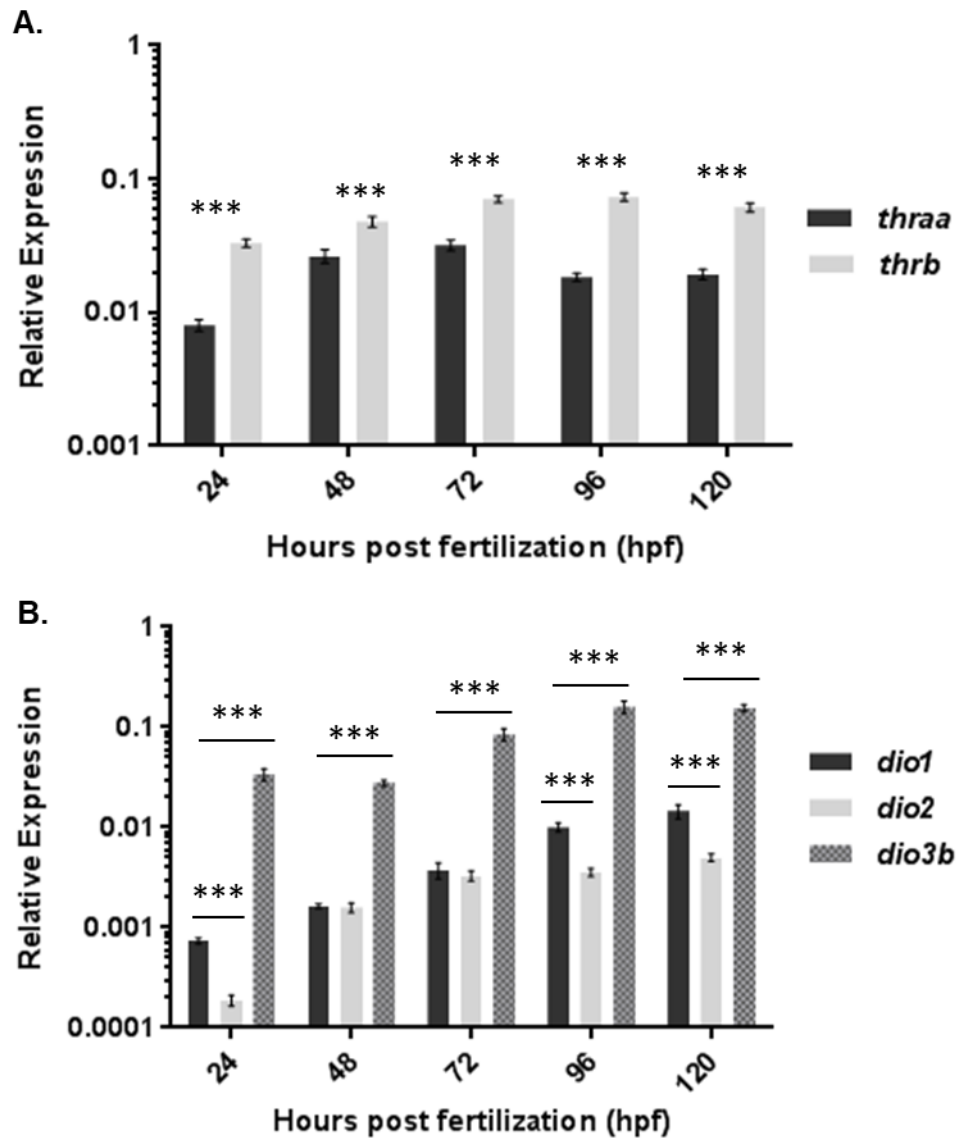 A.
1
0.1
0.01
0.001
Relative Expression
*** *** *** *** ***
24 48 72 96 120
Hours post fertilization (hpf)
thraa
thrb
B.
1
0.1
0.01
0.001
0.0001
Relative Expression
*** *** *** *** ***
*** *** ***
24 48 72 96 120
Hours post fertilization (hpf)
dio1
dio2
dio3b